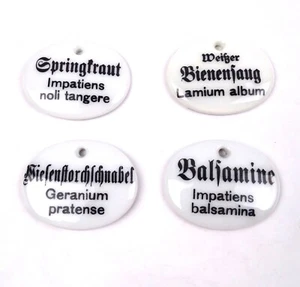 Springkraut
Impatiens
noli tangere
Weißer
Bienenſaug
Lamium album
Wieſenſtorchſchnabel
Geranium
pratense
Balſamine
Impatiens
balsamina